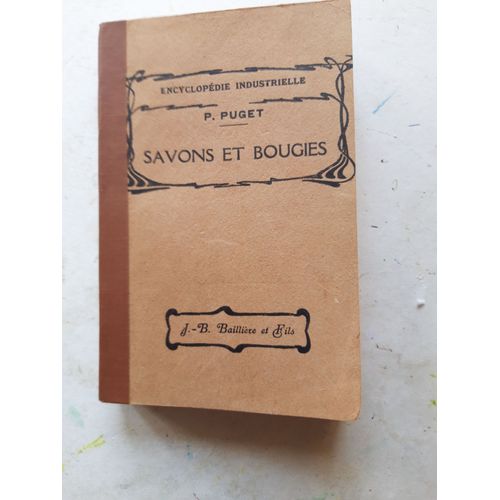 ENCYCLOPÉDIE INDUSTRIELLE
P. PUGET
SAVONS ET BOUGIES
J.-B. Baillière et Fils